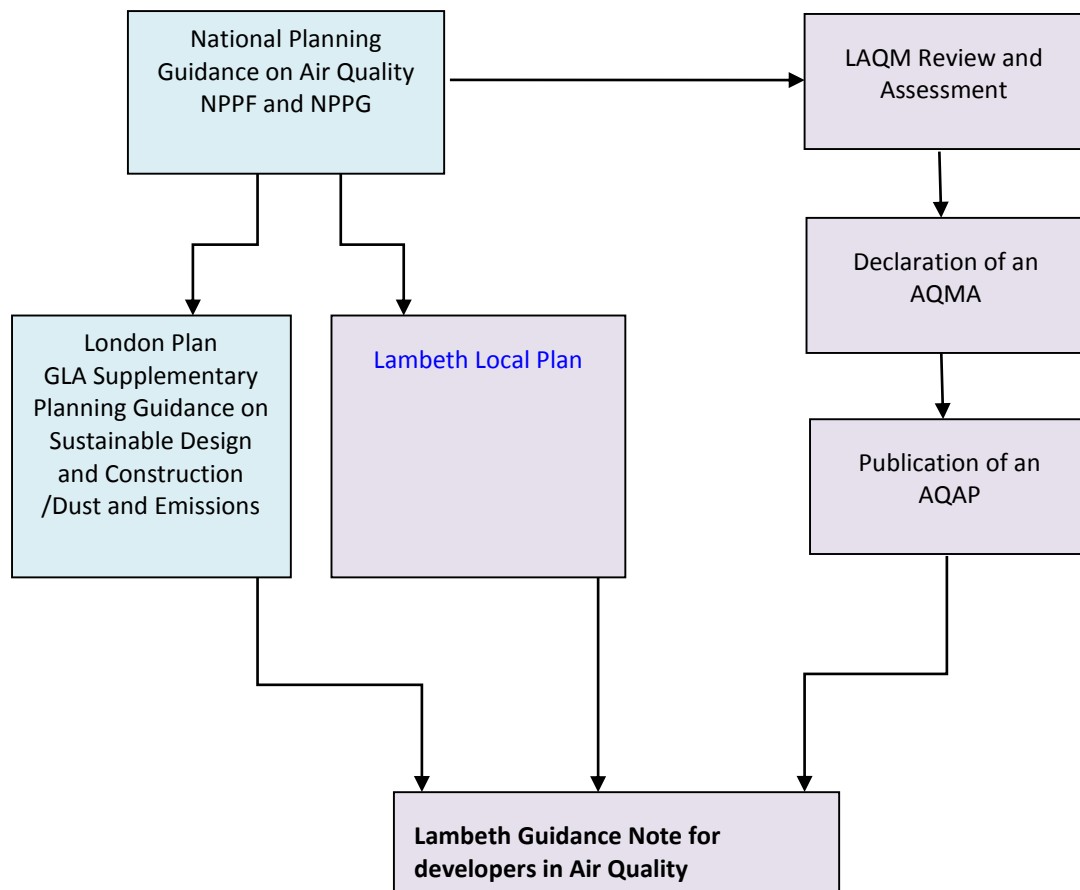 National Planning
Guidance on Air Quality
NPPF and NPPG
LAQM Review and
Assessment
Declaration of an
AQMA
London Plan
GLA Supplementary
Planning Guidance on
Sustainable Design
and Construction
/Dust and Emissions
Lambeth Local Plan
Publication of an
AQAP
Lambeth Guidance Note for
developers in Air Quality